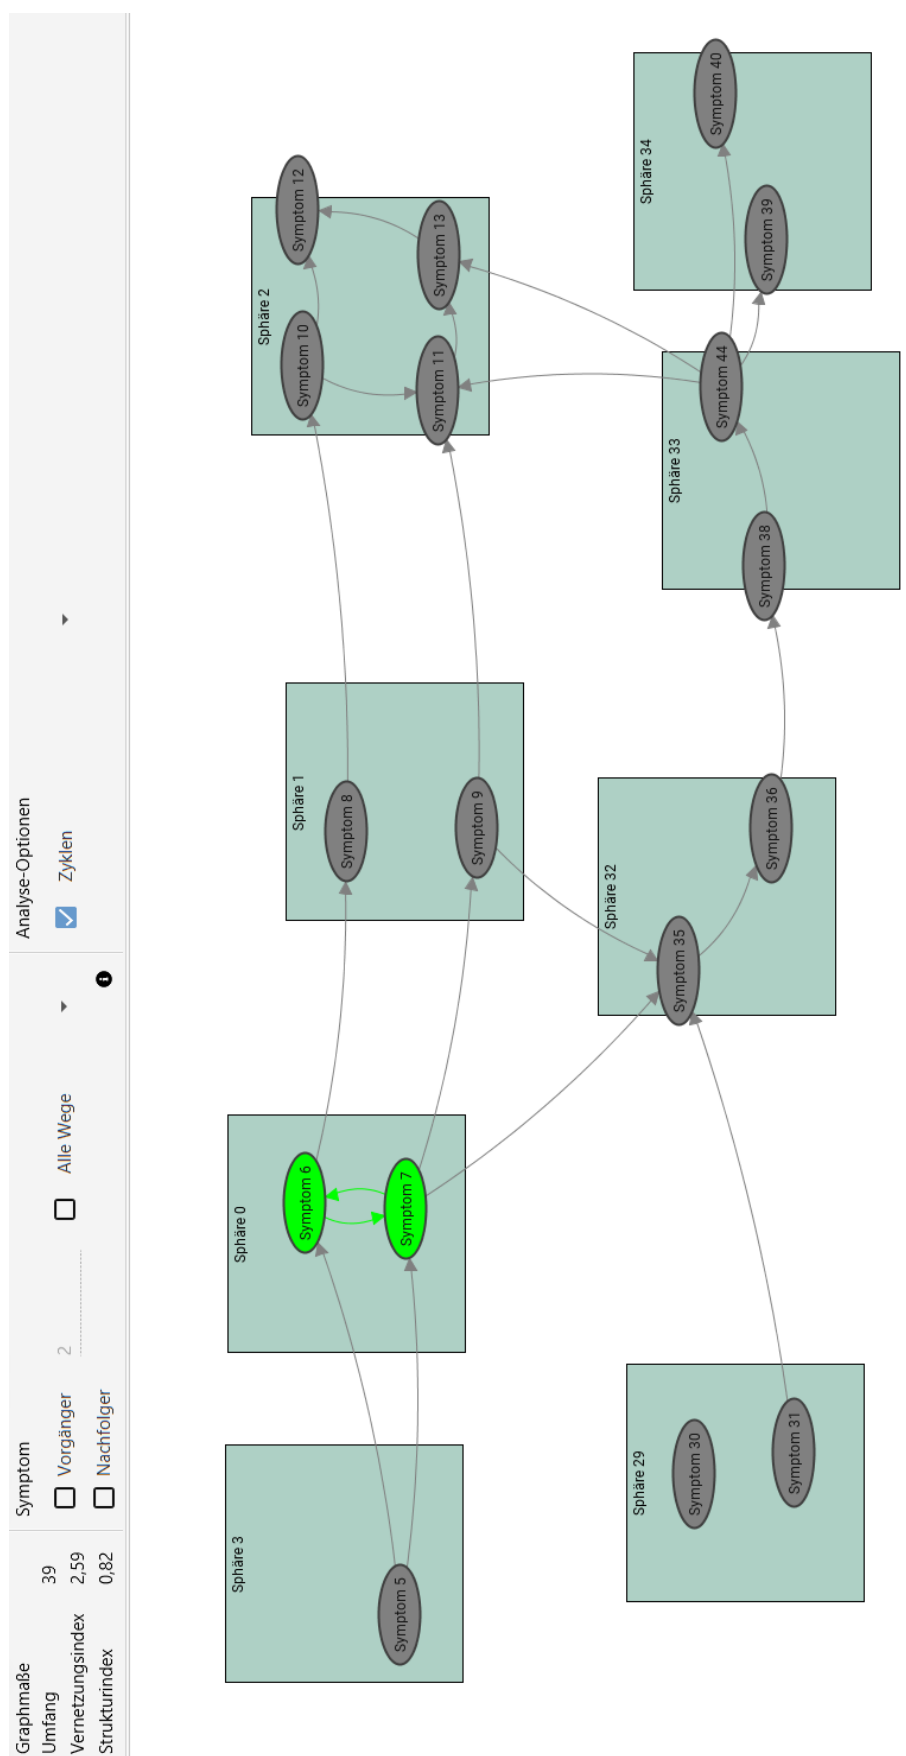 Graphmaße
Umfang 39
Vernetzungsindex 2,59
Strukturindex 0,82
Symptom
Vorgänger 2
Nachfolger
Alle Wege
Analyse-Optionen
Zyklen
Sphäre 3
Symptom 5
Sphäre 0
Symptom 6
Symptom 7
Sphäre 1
Symptom 8
Symptom 9
Sphäre 2
Symptom 10
Symptom 12
Symptom 11
Symptom 13
Sphäre 29
Symptom 30
Symptom 31
Sphäre 32
Symptom 35
Symptom 36
Sphäre 33
Symptom 38
Symptom 44
Sphäre 34
Symptom 39
Symptom 40